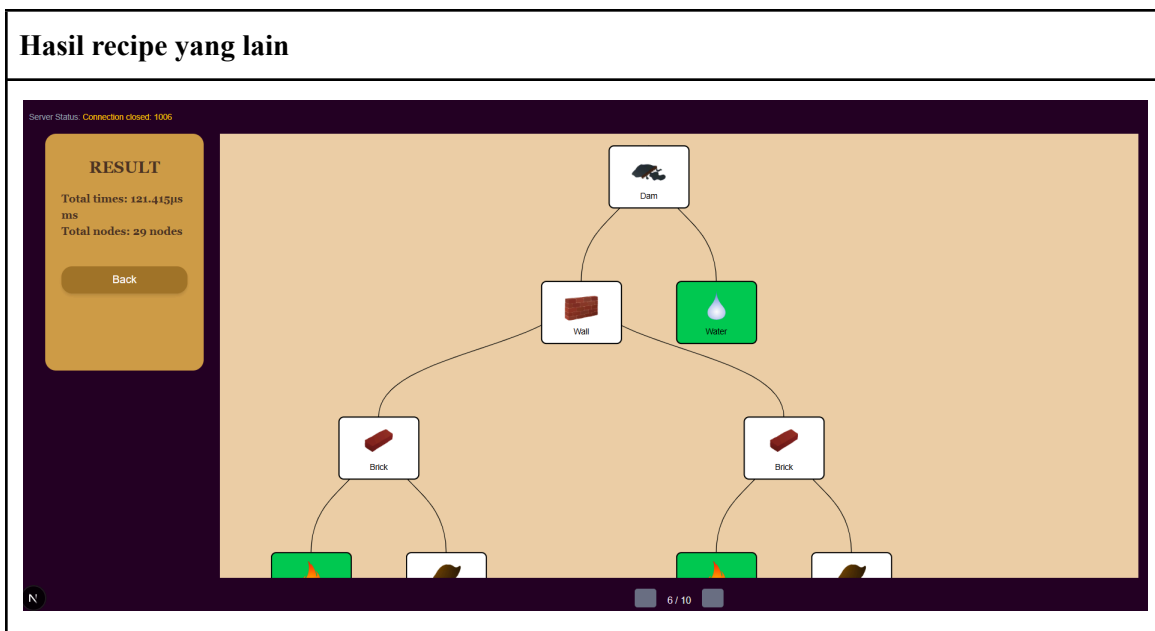 Hasil recipe yang lain
Server Status: Connection closed: 1006
RESULT
Total times: 121.415µs
ms
Total nodes: 29 nodes
Back
Dam
Wall
Water
Brick
Brick
N
6 / 10